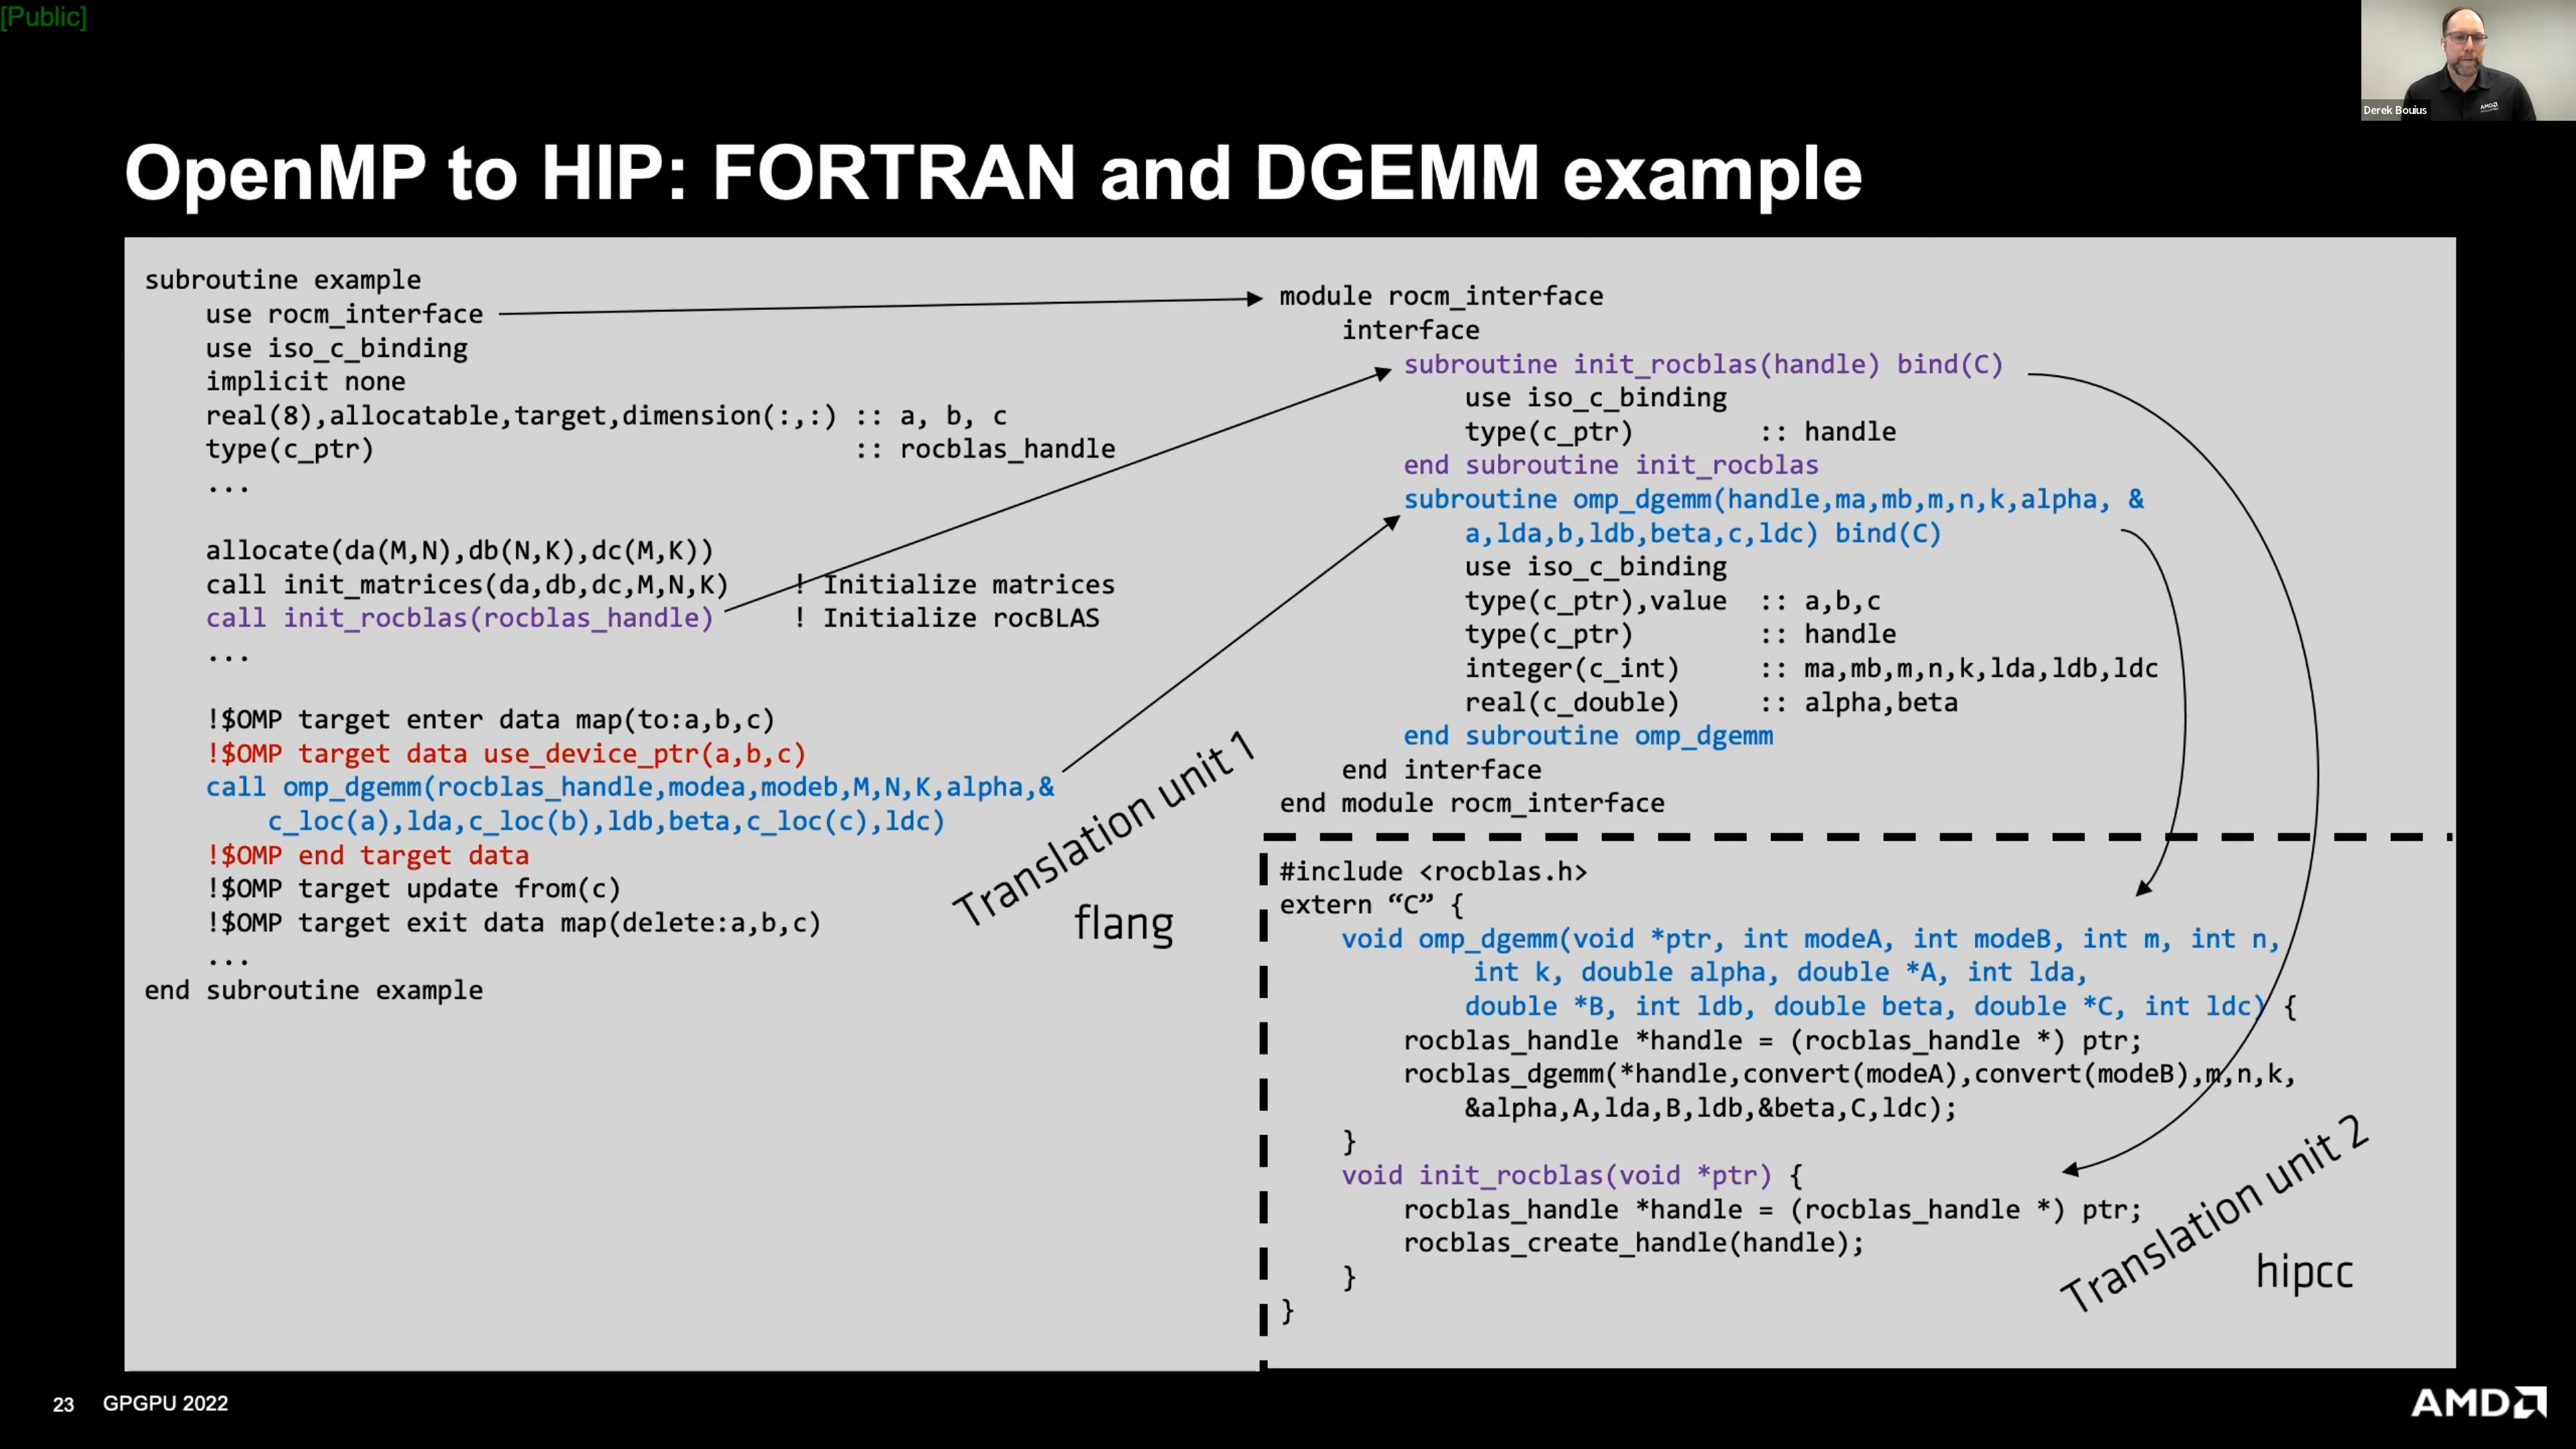 [Public]
Derek Bouius
AMD
OpenMP to HIP: FORTRAN and DGEMM example
subroutine example
use rocm_interface
use iso_c_binding
implicit none
real(8),allocatable,target,dimension(:,:) :: a, b, c
type(c_ptr) :: rocblas_handle
...
allocate(da(M,N),db(N,K),dc(M,K))
call init_matrices(da,db,dc,M,N,K) ! Initialize matrices
call init_rocblas(rocblas_handle) ! Initialize rocBLAS
...
!$OMP target enter data map(to:a,b,c)
!$OMP target data use_device_ptr(a,b,c)
call omp_dgemm(rocblas_handle,modea,modeb,M,N,K,alpha,&
c_loc(a),lda,c_loc(b),ldb,beta,c_loc(c),ldc)
!$OMP end target data
!$OMP target update from(c)
!$OMP target exit data map(delete:a,b,c)
...
end subroutine example
Translation unit 1
flang
module rocm_interface
interface
subroutine init_rocblas(handle) bind(C)
use iso_c_binding
type(c_ptr) :: handle
end subroutine init_rocblas
subroutine omp_dgemm(handle,ma,mb,m,n,k,alpha, &
a,lda,b,ldb,beta,c,ldc) bind(C)
use iso_c_binding
type(c_ptr),value :: a,b,c
type(c_ptr) :: handle
integer(c_int) :: ma,mb,m,n,k,lda,ldb,ldc
real(c_double) :: alpha,beta
end subroutine omp_dgemm
end interface
end module rocm_interface
#include <rocblas.h>
extern “C” {
void omp_dgemm(void *ptr, int modeA, int modeB, int m, int n,
int k, double alpha, double *A, int lda,
double *B, int ldb, double beta, double *C, int ldc) {
rocblas_handle *handle = (rocblas_handle *) ptr;
rocblas_dgemm(*handle,convert(modeA),convert(modeB),m,n,k,
&alpha,A,lda,B,ldb,&beta,C,ldc);
}
void init_rocblas(void *ptr) {
rocblas_handle *handle = (rocblas_handle *) ptr;
rocblas_create_handle(handle);
}
}
Translation unit 2
hipcc
23 GPGPU 2022
AMD